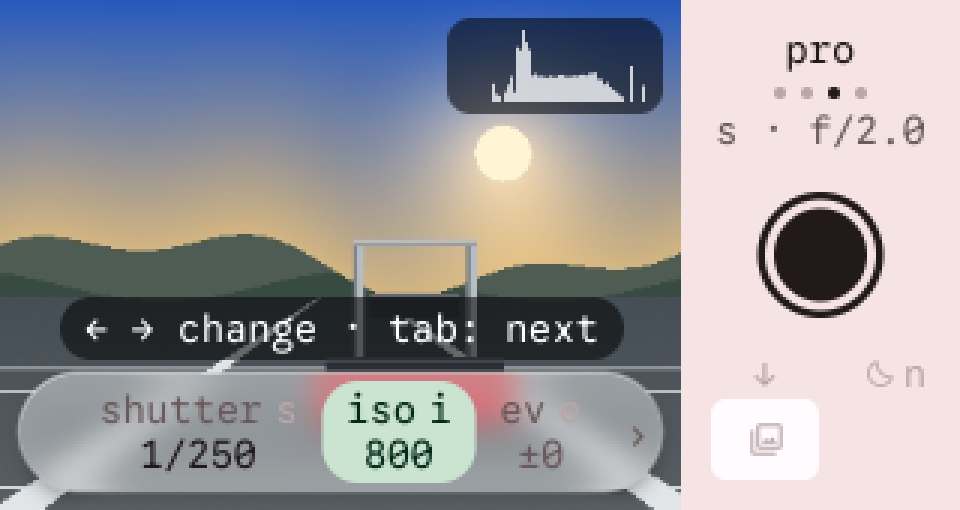 pro
s · f/2.0
← → change · tab: next
shutter s iso i ev e
1/250 800 ±0 ›
↓ n